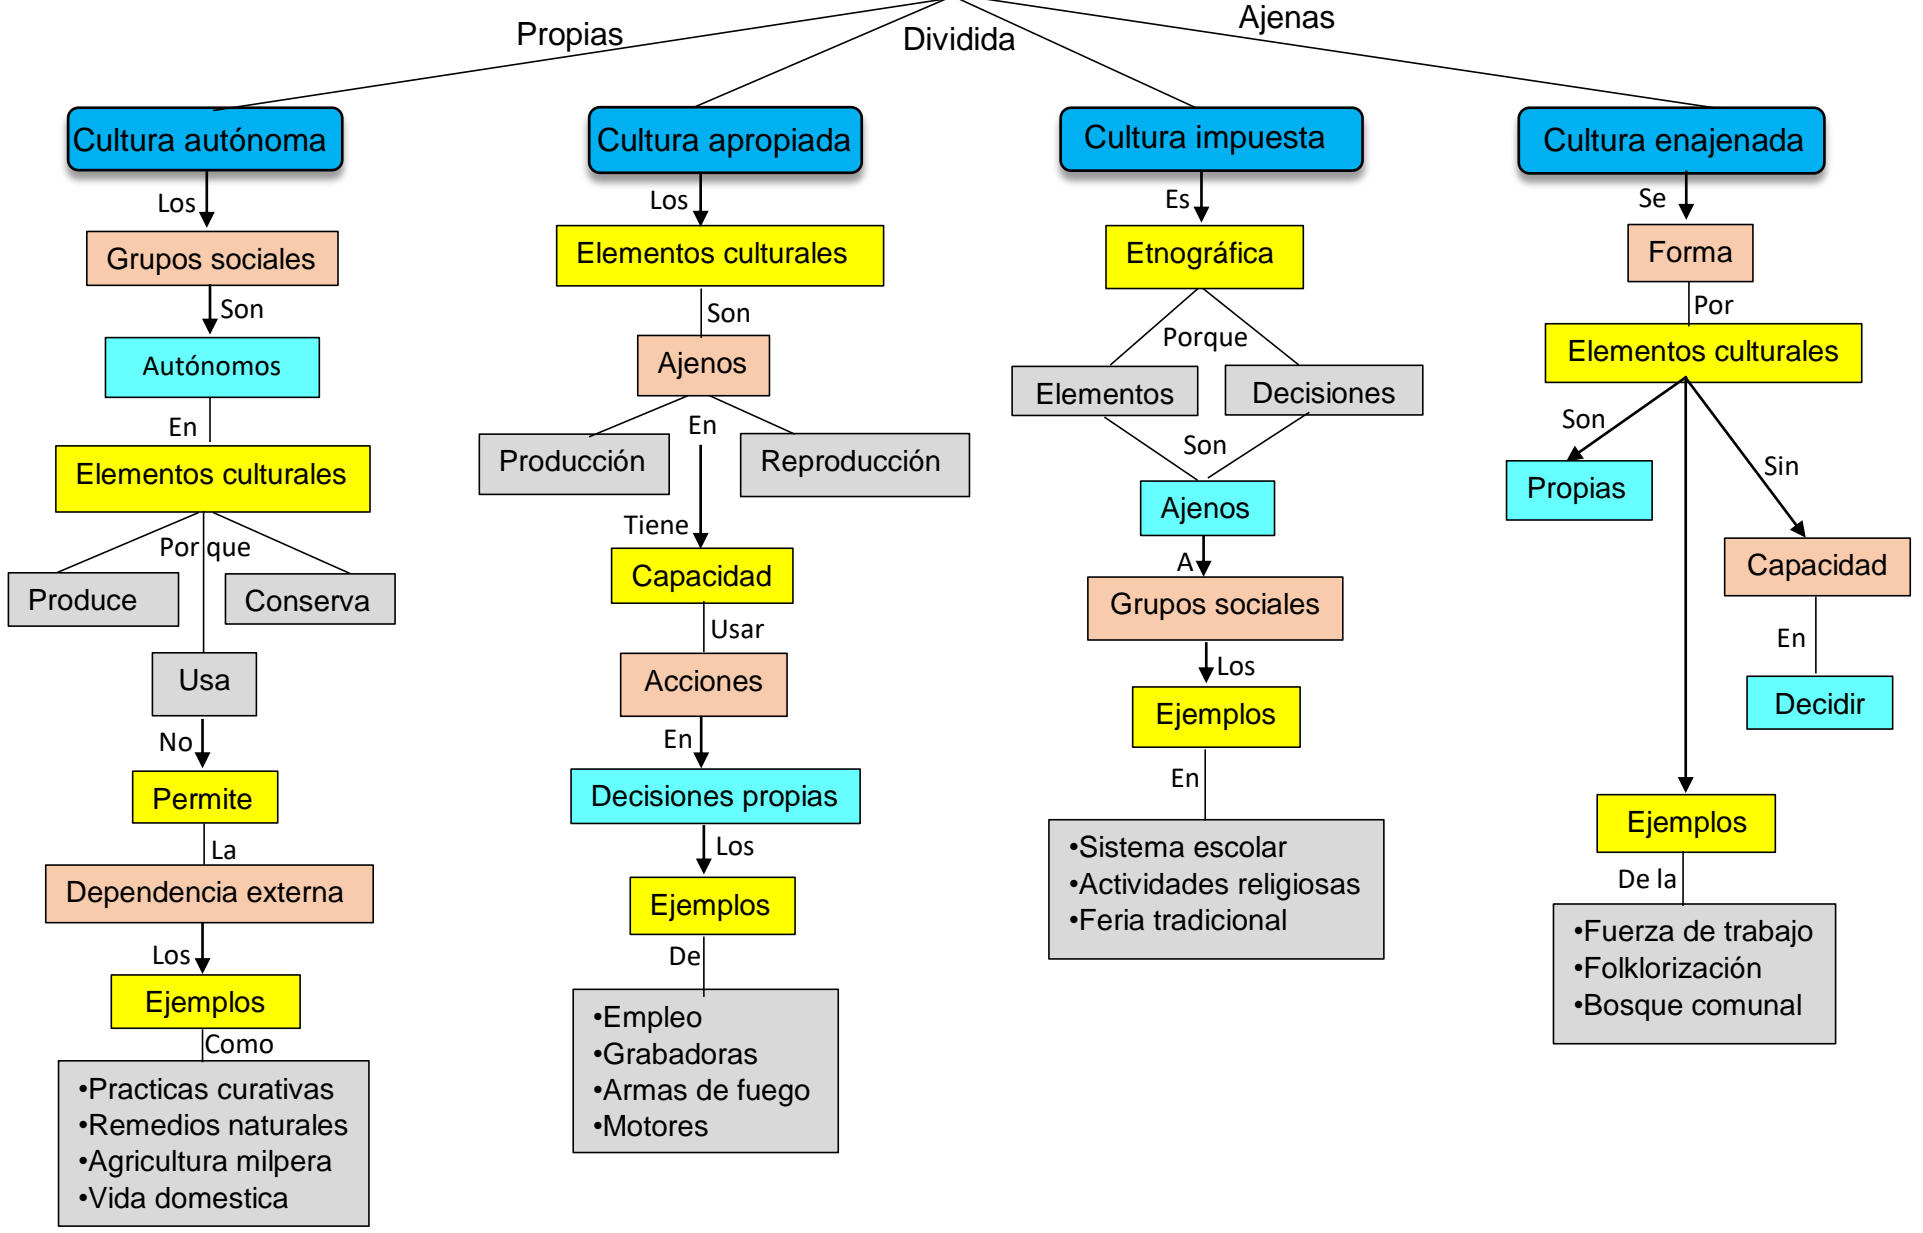 Propias
Dividida
Ajenas
Cultura autónoma
Los
Grupos sociales
Son
Autónomos
En
Elementos culturales
Por que
Produce
Conserva
Usa
No
Permite
La
Dependencia externa
Los
Ejemplos
Como
•Practicas curativas
•Remedios naturales
•Agricultura milpera
•Vida domestica
Cultura apropiada
Los
Elementos culturales
Son
Ajenos
En
Producción
Reproducción
Tiene
Capacidad
Usar
Acciones
En
Decisiones propias
Los
Ejemplos
De
•Empleo
•Grabadoras
•Armas de fuego
•Motores
Cultura impuesta
Es
Etnográfica
Porque
Elementos
Decisiones
Son
Ajenos
A
Grupos sociales
Los
Ejemplos
En
•Sistema escolar
•Actividades religiosas
•Feria tradicional
Cultura enajenada
Se
Forma
Por
Elementos culturales
Son
Propias
Sin
Capacidad
En
Decidir
Ejemplos
De la
•Fuerza de trabajo
•Folklorización
•Bosque comunal